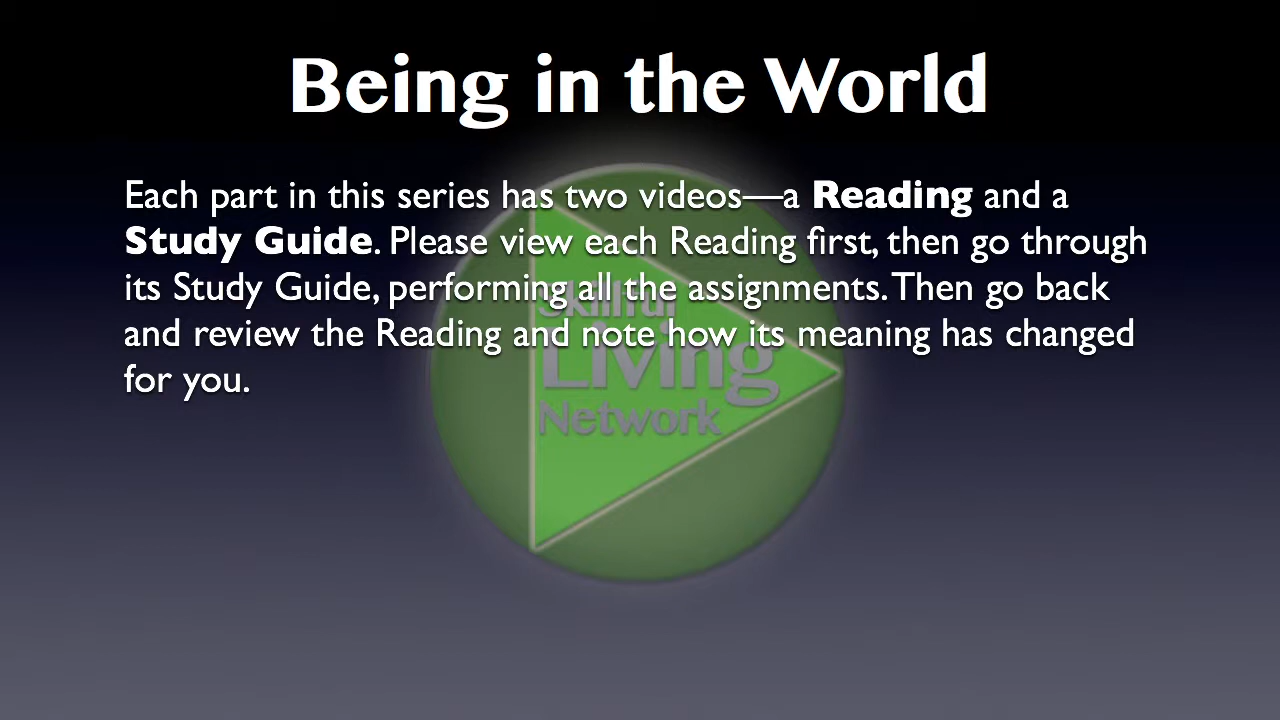 Being in the World
Each part in this series has two videos—a Reading and a
Study Guide. Please view each Reading first, then go through
its Study Guide, performing all the assignments. Then go back
and review the Reading and note how its meaning has changed
for you.
Skillful
Living
Network